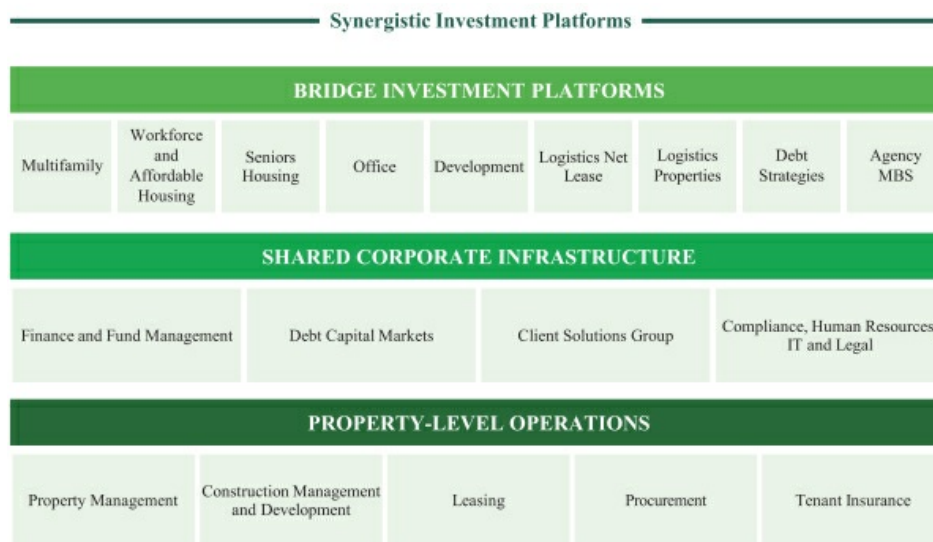 Synergistic Investment Platforms
BRIDGE INVESTMENT PLATFORMS
Multifamily
Workforce
and
Affordable
Housing
Seniors
Housing
Office
Development
Logistics Net
Lease
Logistics
Properties
Debt
Strategies
Agency
MBS
SHARED CORPORATE INFRASTRUCTURE
Finance and Fund Management
Debt Capital Markets
Client Solutions Group
Compliance, Human Resources
IT and Legal
PROPERTY-LEVEL OPERATIONS
Property Management
Construction Management
and Development
Leasing
Procurement
Tenant Insurance